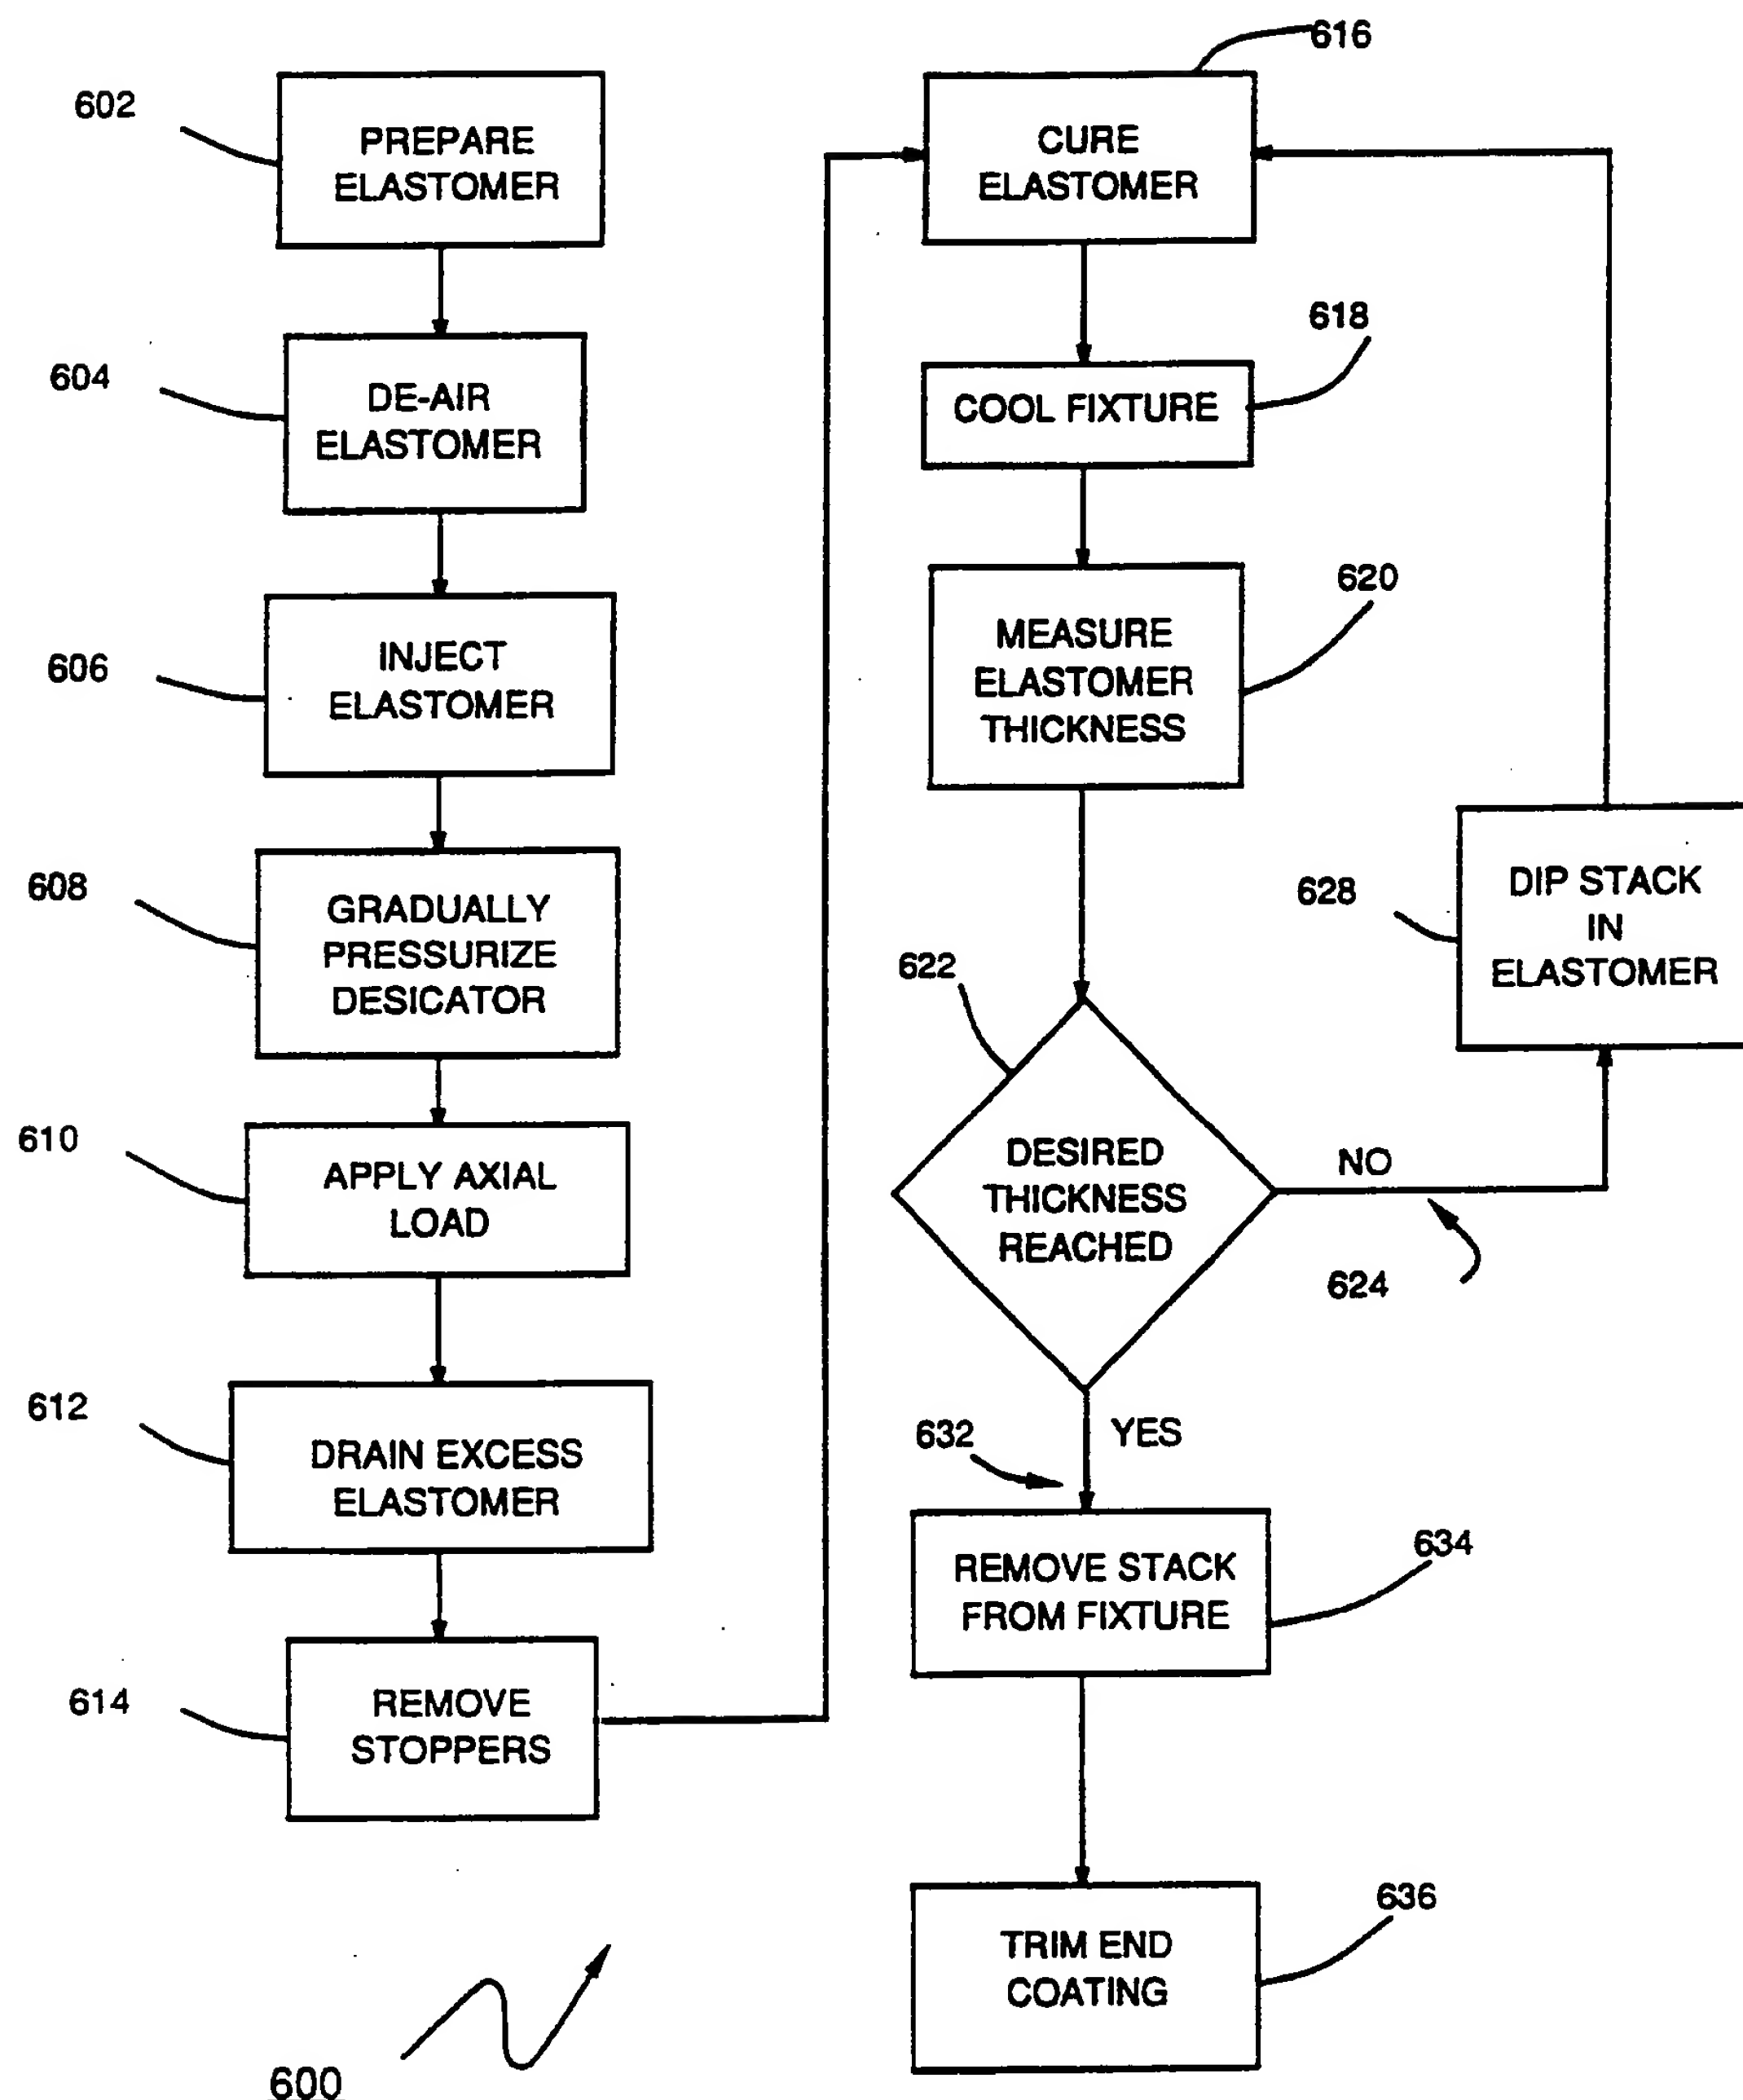 602
PREPARE
ELASTOMER
604
DE-AIR
ELASTOMER
606
INJECT
ELASTOMER
608
GRADUALLY
PRESSURIZE
DESICATOR
610
APPLY AXIAL
LOAD
612
DRAIN EXCESS
ELASTOMER
614
REMOVE
STOPPERS
600
616
CURE
ELASTOMER
618
COOL FIXTURE
620
MEASURE
ELASTOMER
THICKNESS
622
DESIRED
THICKNESS
REACHED
NO
624
628
DIP STACK
IN
ELASTOMER
632
YES
634
REMOVE STACK
FROM FIXTURE
636
TRIM END
COATING